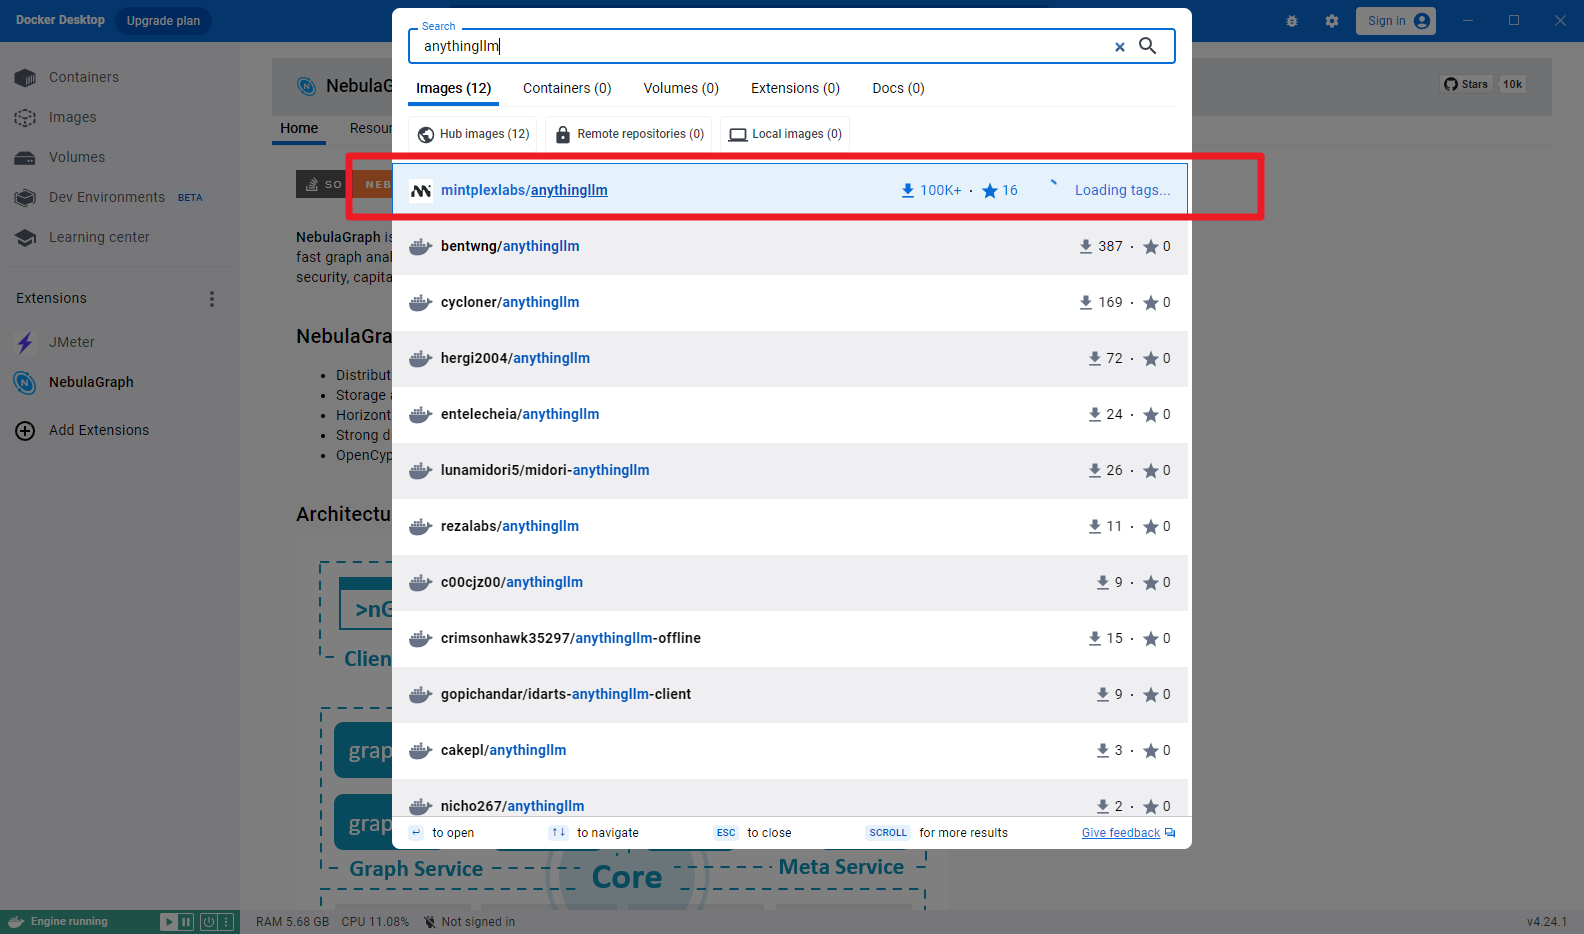 Docker Desktop Upgrade plan Sign in
Search
anythingllm
Images (12) Containers (0) Volumes (0) Extensions (0) Docs (0)
Hub images (12) Remote repositories (0) Local images (0)
mintplexlabs/anythingllm 100K+ · 16 Loading tags...
bentwng/anythingllm 387 · 0
cycloner/anythingllm 169 · 0
hergi2004/anythingllm 72 · 0
entelecheia/anythingllm 24 · 0
lunamidori5/midori-anythingllm 26 · 0
rezalabs/anythingllm 11 · 0
c00cjz00/anythingllm 9 · 0
crimsonhawk35297/anythingllm-offline 15 · 0
gopichandar/idarts-anythingllm-client 9 · 0
cakepl/anythingllm 3 · 0
nicho267/anythingllm 2 · 0
to open to navigate ESC to close SCROLL for more results Give feedback
Containers
Images
Volumes
Dev Environments BETA
Learning center
Extensions
JMeter
NebulaGraph
Add Extensions
NebulaG
Stars 10k
Home Resour
SO NEB
NebulaGraph is
fast graph anal
security, capita
NebulaGra
Distribut
Storage a
Horizont
Strong d
OpenCyp
Architectu
>nG
Clien
grap
grap
Graph Service Core Meta Service
Engine running RAM 5.68 GB CPU 11.08% Not signed in v4.24.1